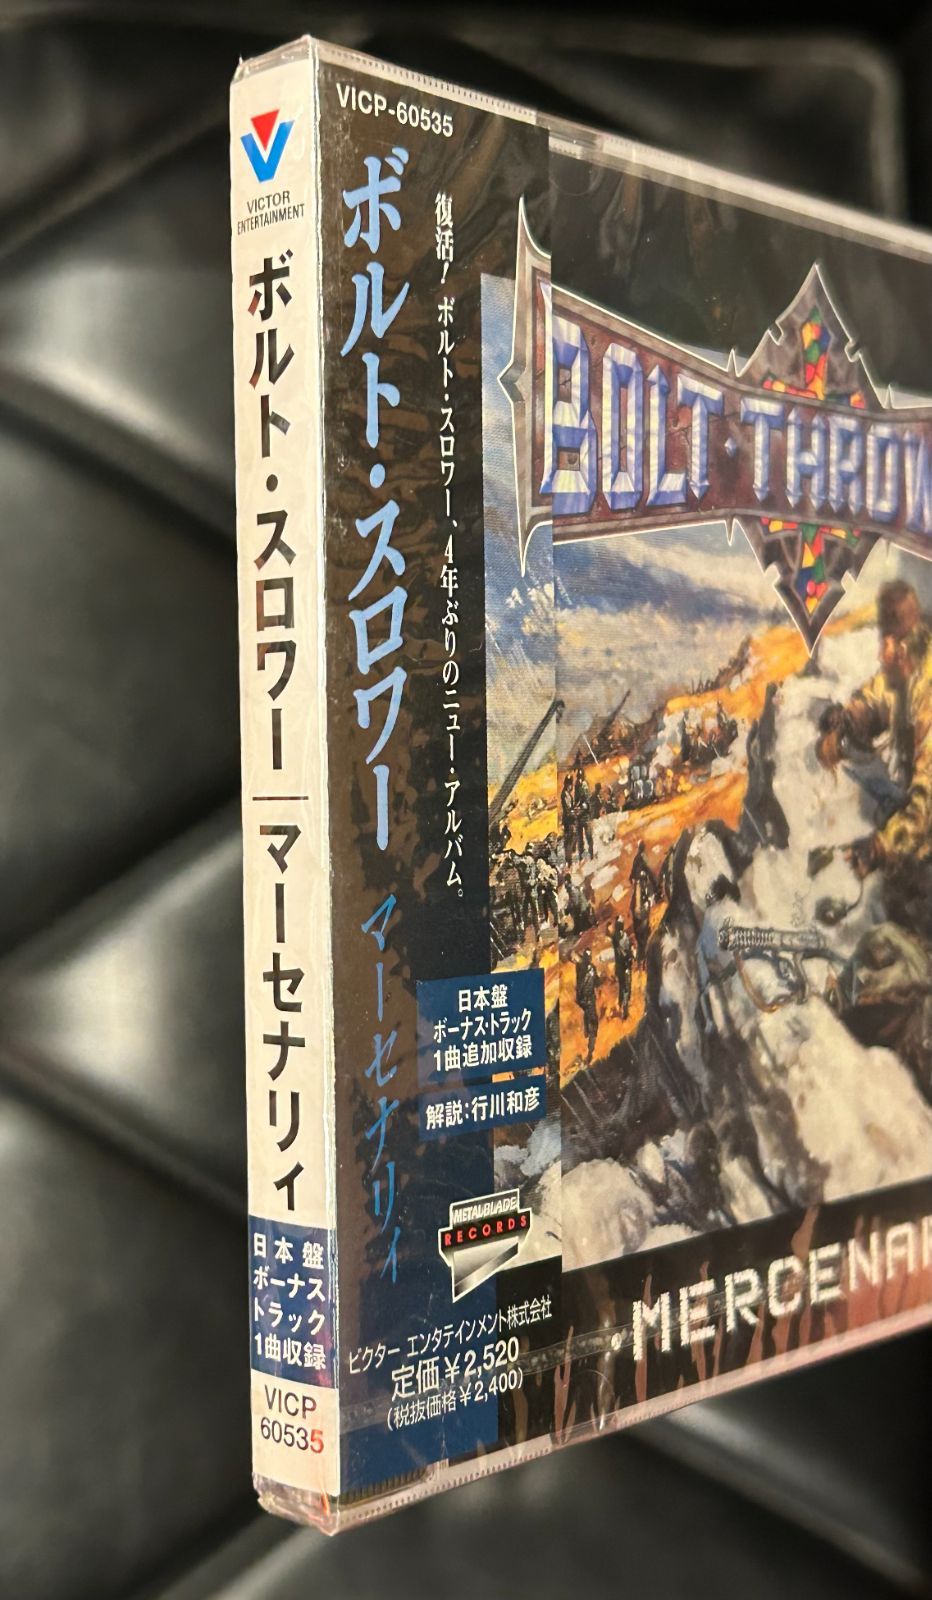 VICTOR
ENTERTAINMENT
ボルト・スロワー
マーセナリィ
日本盤
ボーナス
トラック
1曲収録
VICP
60535
VICP-60535
ボルト・スロワー
マーセナリィ
復活! ボルト・スロワー、4年ぶりのニュー・アルバム。
日本盤
ボーナス・トラック
1曲追加収録
解説:行川和彦
METAL BLADE
RECORDS
ビクター エンタテインメント株式会社
定価¥2,520
(税抜価格¥2,400)
BOLT·THROW
.MERCENAR